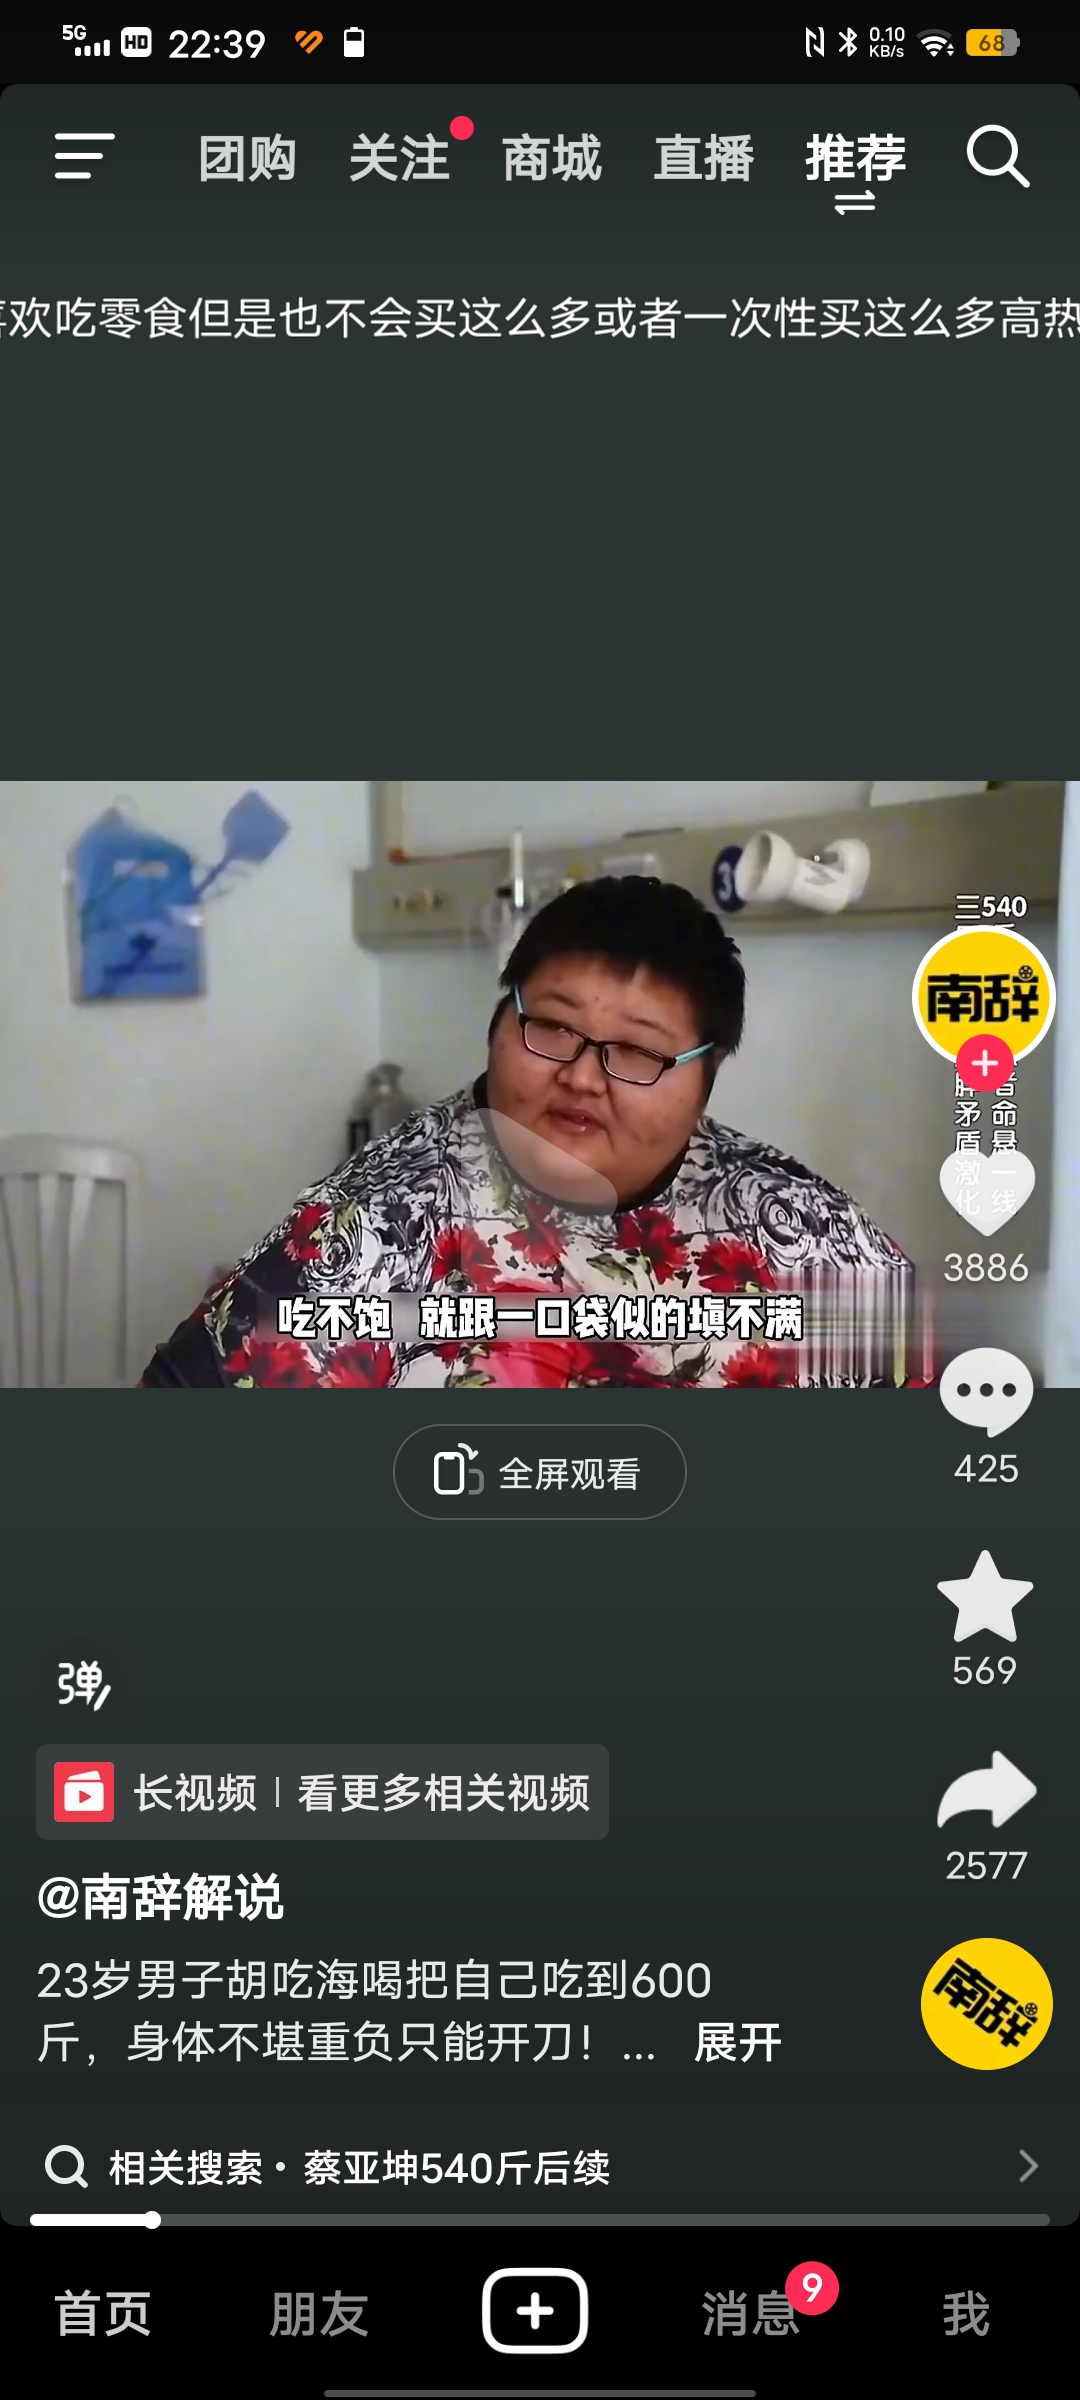 5G HD 22:39 0.10 KB/s 68
团购 关注 商城 直播 推荐
欢吃零食但是也不会买这么多或者一次性买这么多高热
3
三540
南辞
矛盾激化
命悬一线
3886
吃不饱 就跟一口袋似的填不满
425
全屏观看
569
弹
长视频 | 看更多相关视频
2577
@南辞解说
23岁男子胡吃海喝把自己吃到600
斤，身体不堪重负只能开刀！... 展开
南辞
相关搜索·蔡亚坤540斤后续
首页 朋友 消息 9 我